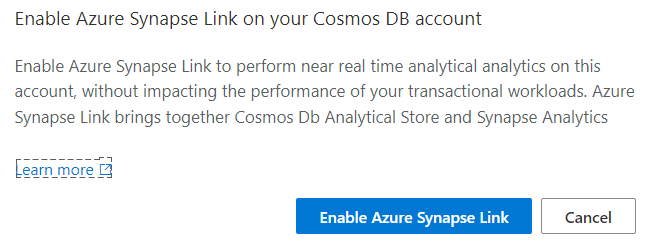 Enable Azure Synapse Link on your Cosmos DB account
Enable Azure Synapse Link to perform near real time analytical analytics on this
account, without impacting the performance of your transactional workloads. Azure
Synapse Link brings together Cosmos Db Analytical Store and Synapse Analytics
Learn more
Enable Azure Synapse Link Cancel